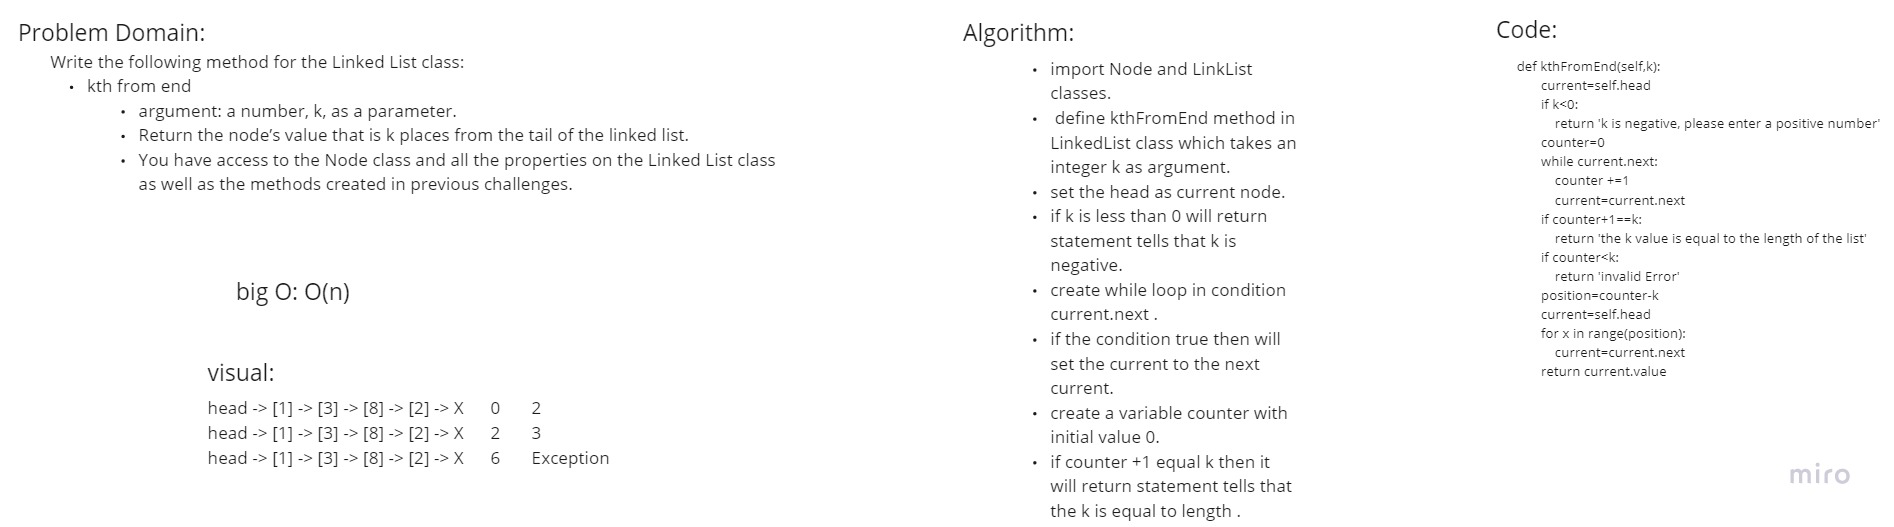 Problem Domain:
Write the following method for the Linked List class:
• kth from end
• argument: a number, k, as a parameter.
• Return the node’s value that is k places from the tail of the linked list.
• You have access to the Node class and all the properties on the Linked List class
as well as the methods created in previous challenges.
big O: O(n)
visual:
head -> [1] -> [3] -> [8] -> [2] -> X 0 2
head -> [1] -> [3] -> [8] -> [2] -> X 2 3
head -> [1] -> [3] -> [8] -> [2] -> X 6 Exception
Algorithm:
• import Node and LinkList
classes.
• define kthFromEnd method in
LinkedList class which takes an
integer k as argument.
• set the head as current node.
• if k is less than 0 will return
statement tells that k is
negative.
• create while loop in condition
current.next .
• if the condition true then will
set the current to the next
current.
• create a variable counter with
initial value 0.
• if counter +1 equal k then it
will return statement tells that
the k is equal to length .
Code:
def kthFromEnd(self,k):
current=self.head
if k<0:
return 'k is negative, please enter a positive number'
counter=0
while current.next:
counter +=1
current=current.next
if counter+1==k:
return 'the k value is equal to the length of the list'
if counter<k:
return 'invalid Error'
position=counter-k
current=self.head
for x in range(position):
current=current.next
return current.value
miro